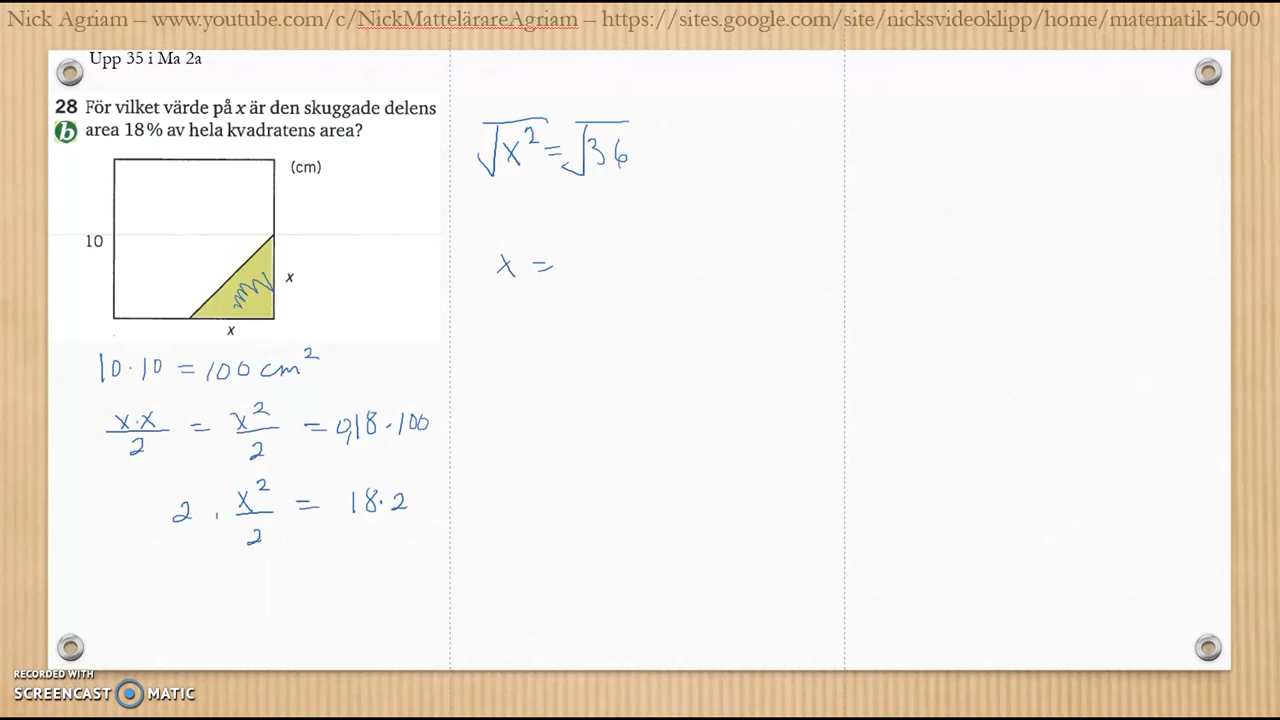 Nick Agriam – www.youtube.com/c/NickMattelärareAgriam – https://sites.google.com/site/nicksvideoklipp/home/matematik-5000
Upp 35 i Ma 2a
28 För vilket värde på x är den skuggade delens
b area 18 % av hela kvadratens area?
(cm)
10
x
x
10·10 = 100 cm²
x·x/2 = x²/2 = 0,18·100
2 · x²/2 = 18·2
√x² = √36
x =
RECORDED WITH
SCREENCAST MATIC